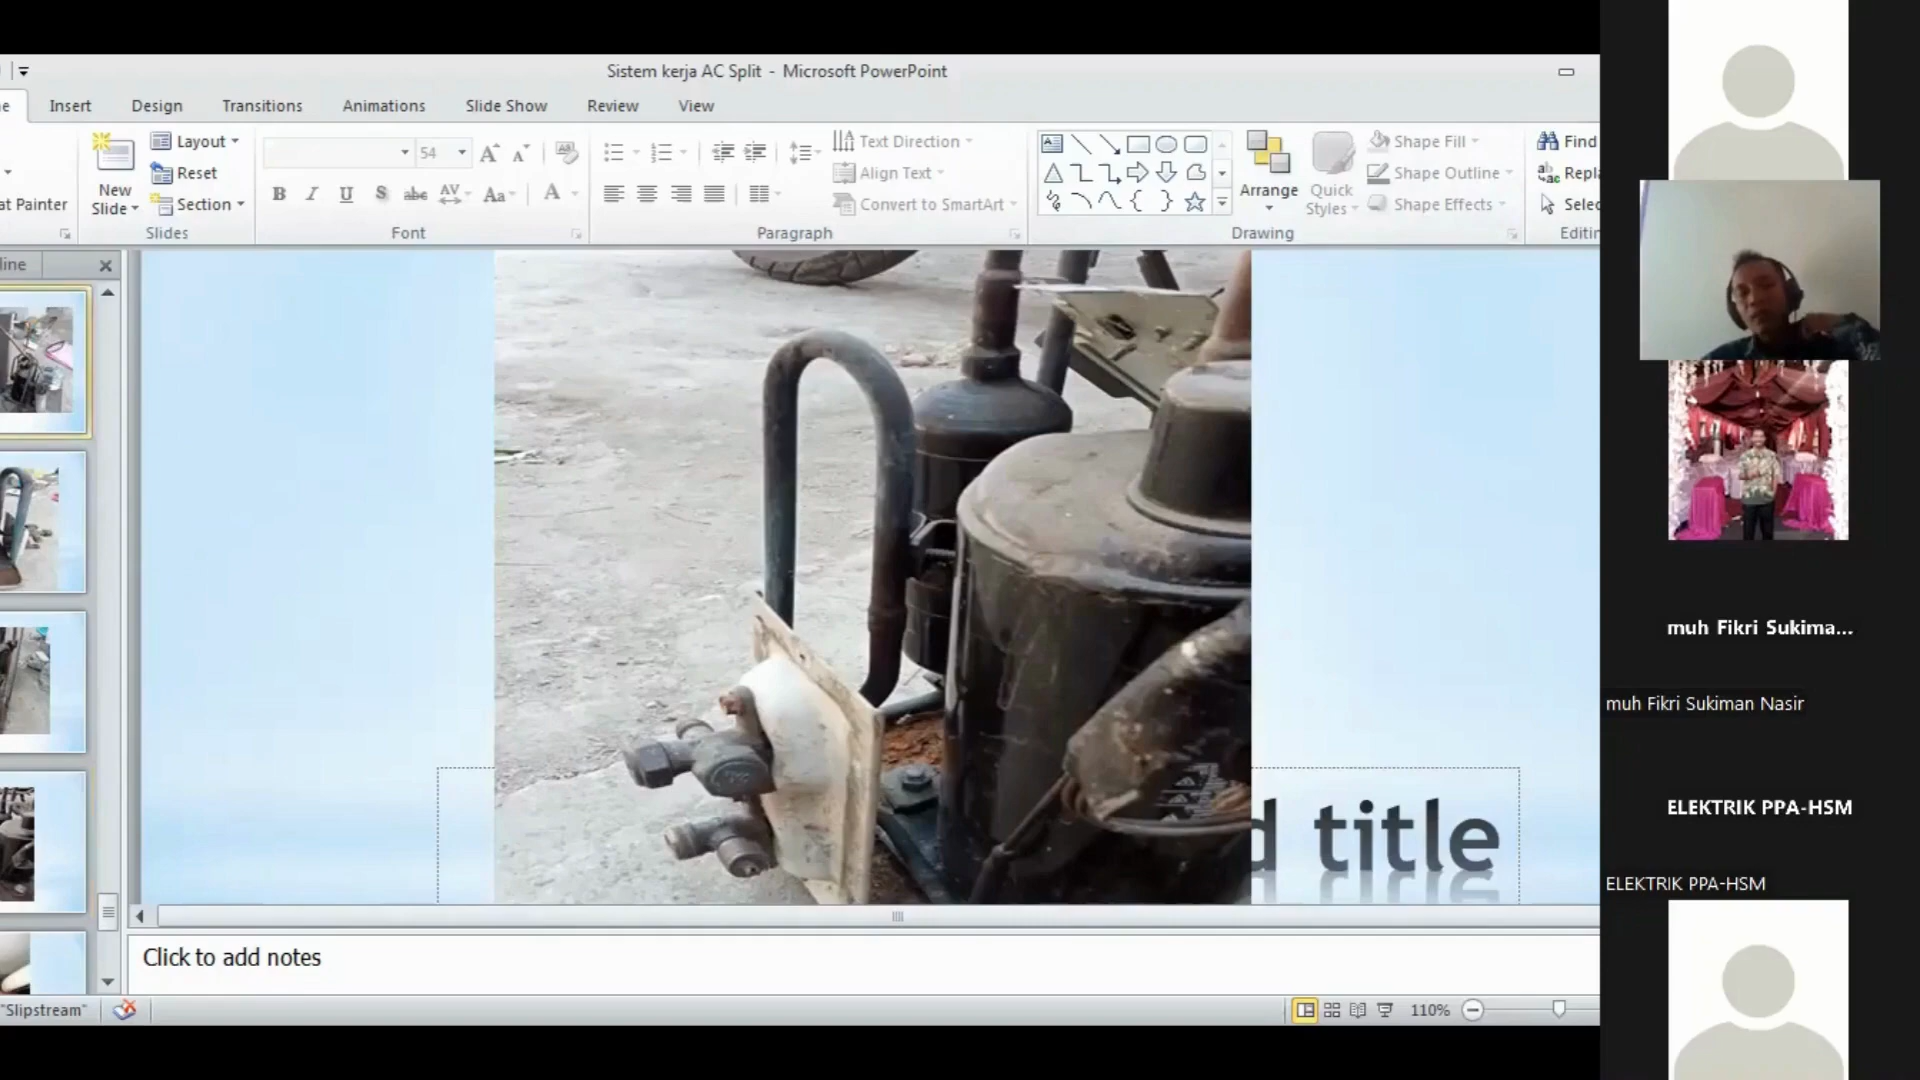 Sistem kerja AC Split - Microsoft PowerPoint
Insert Design Transitions Animations Slide Show Review View
New Slide
Layout
Reset
Section
Slides
54
B I U S abc AV Aa A
Font
Text Direction
Align Text
Convert to SmartArt
Paragraph
Arrange
Quick Styles
Shape Fill
Shape Outline
Shape Effects
Drawing
Find
Repl
Selec
Editin
at Painter
line
d title
Click to add notes
"Slipstream"
110%
muh Fikri Sukima...
muh Fikri Sukiman Nasir
ELEKTRIK PPA-HSM
ELEKTRIK PPA-HSM